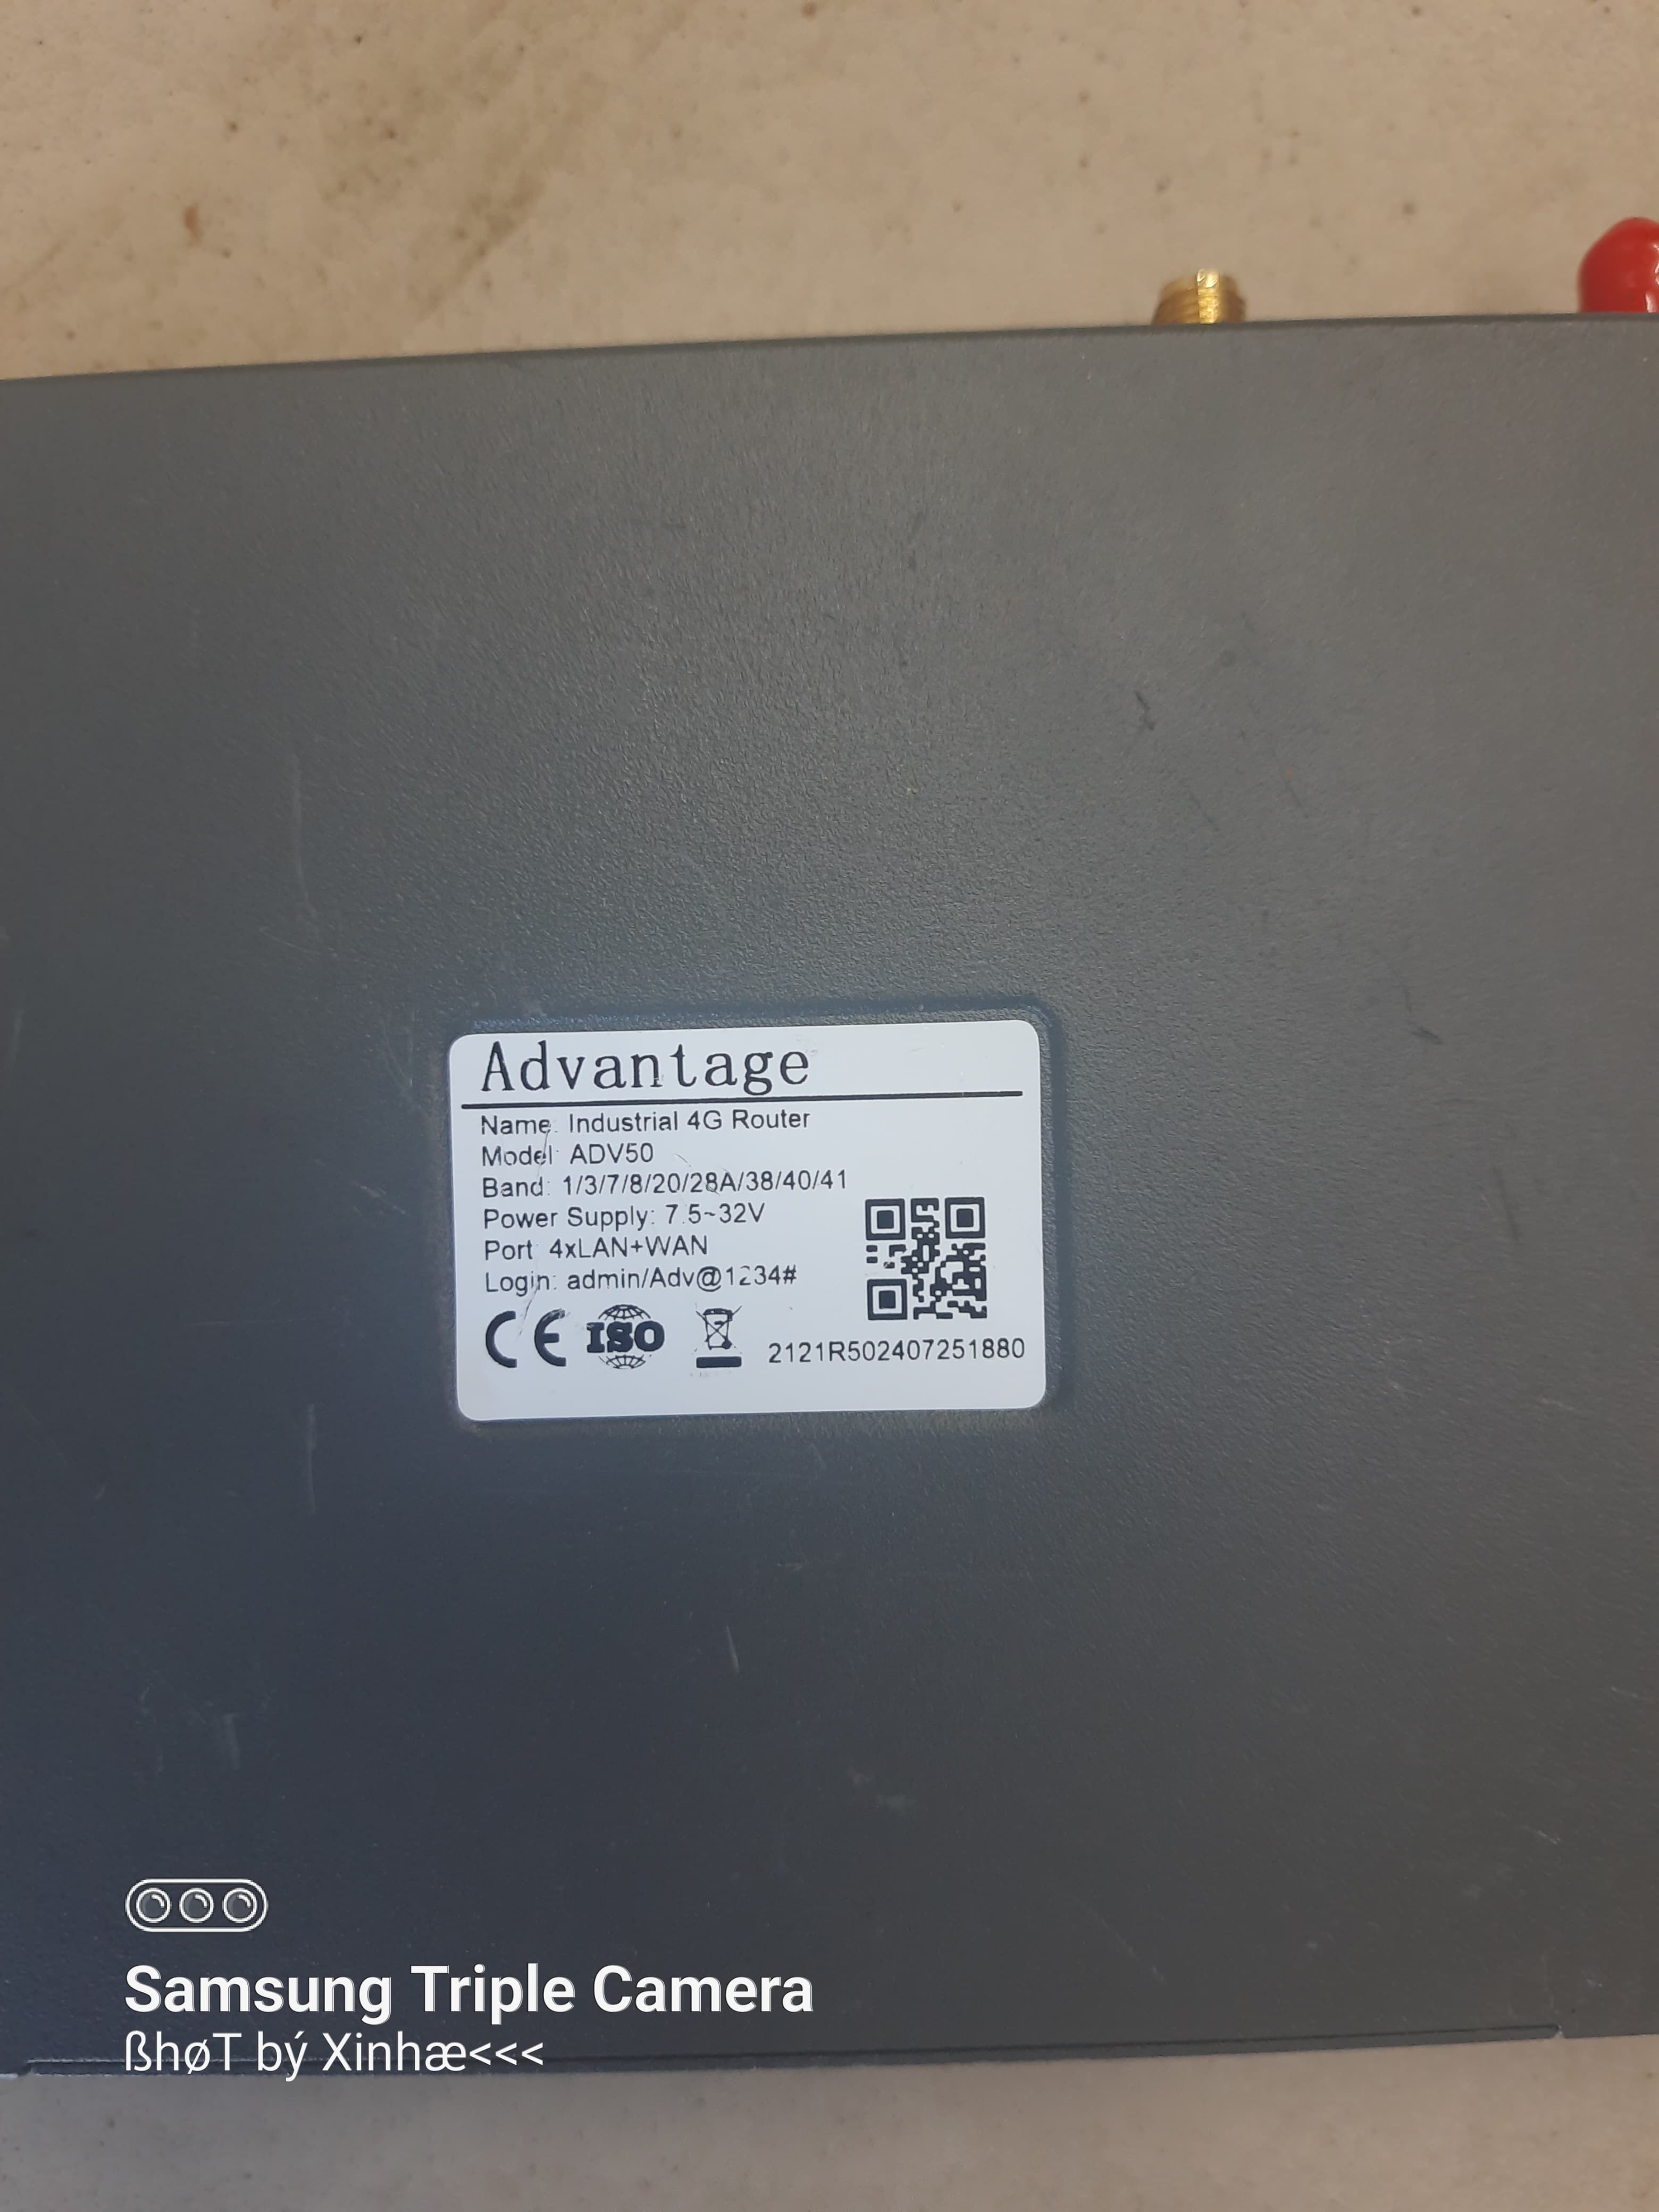 Advantage
Name: Industrial 4G Router
Model: ADV50
Band: 1/3/7/8/20/28A/38/40/41
Power Supply: 7.5~32V
Port: 4xLAN+WAN
Login: admin/Adv@1234#
CE ISO
2121R502407251880
Samsung Triple Camera
ßhøT bý Xinhæ<<<